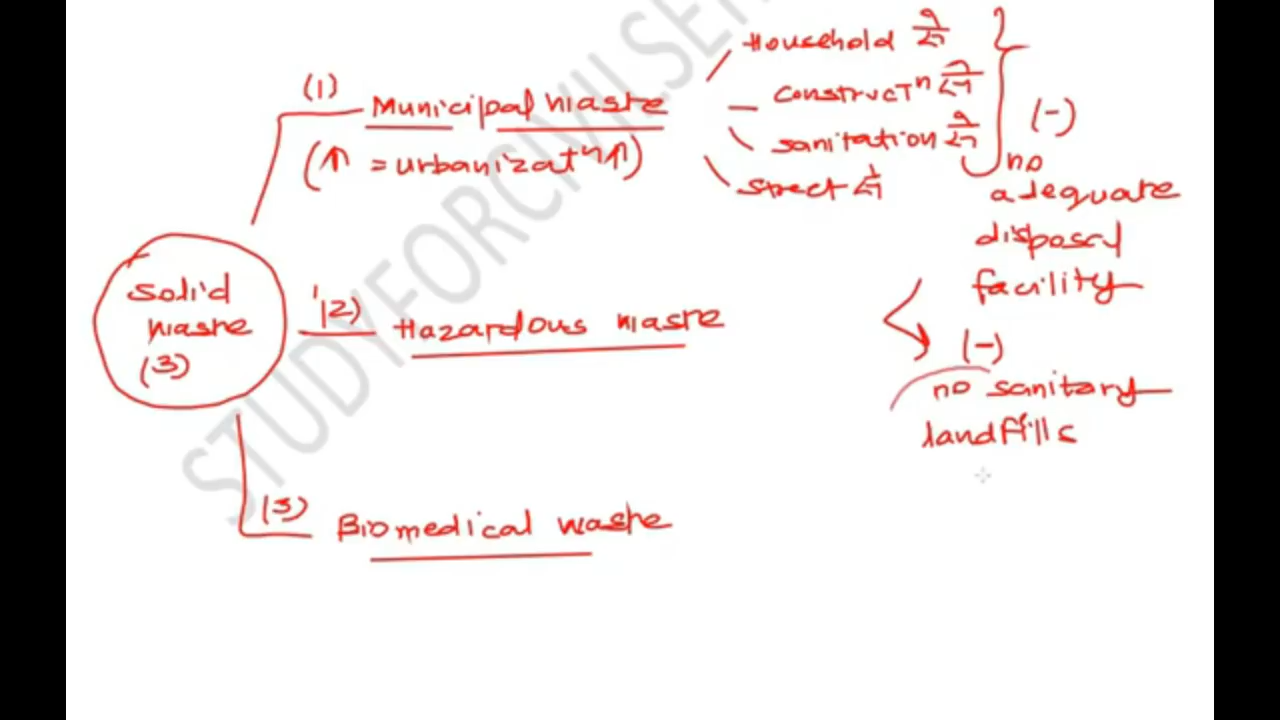 (1)
Municipal waste
(↑ = urbanizatⁿ↑)
Household
constructⁿ
sanitation
street
(-)
no
adequate
disposal
facility
(-)
no sanitary
landfills
Solid
waste
(3)
(2)
Hazardous waste
(3)
Biomedical waste
STUDYFORCIVILSE